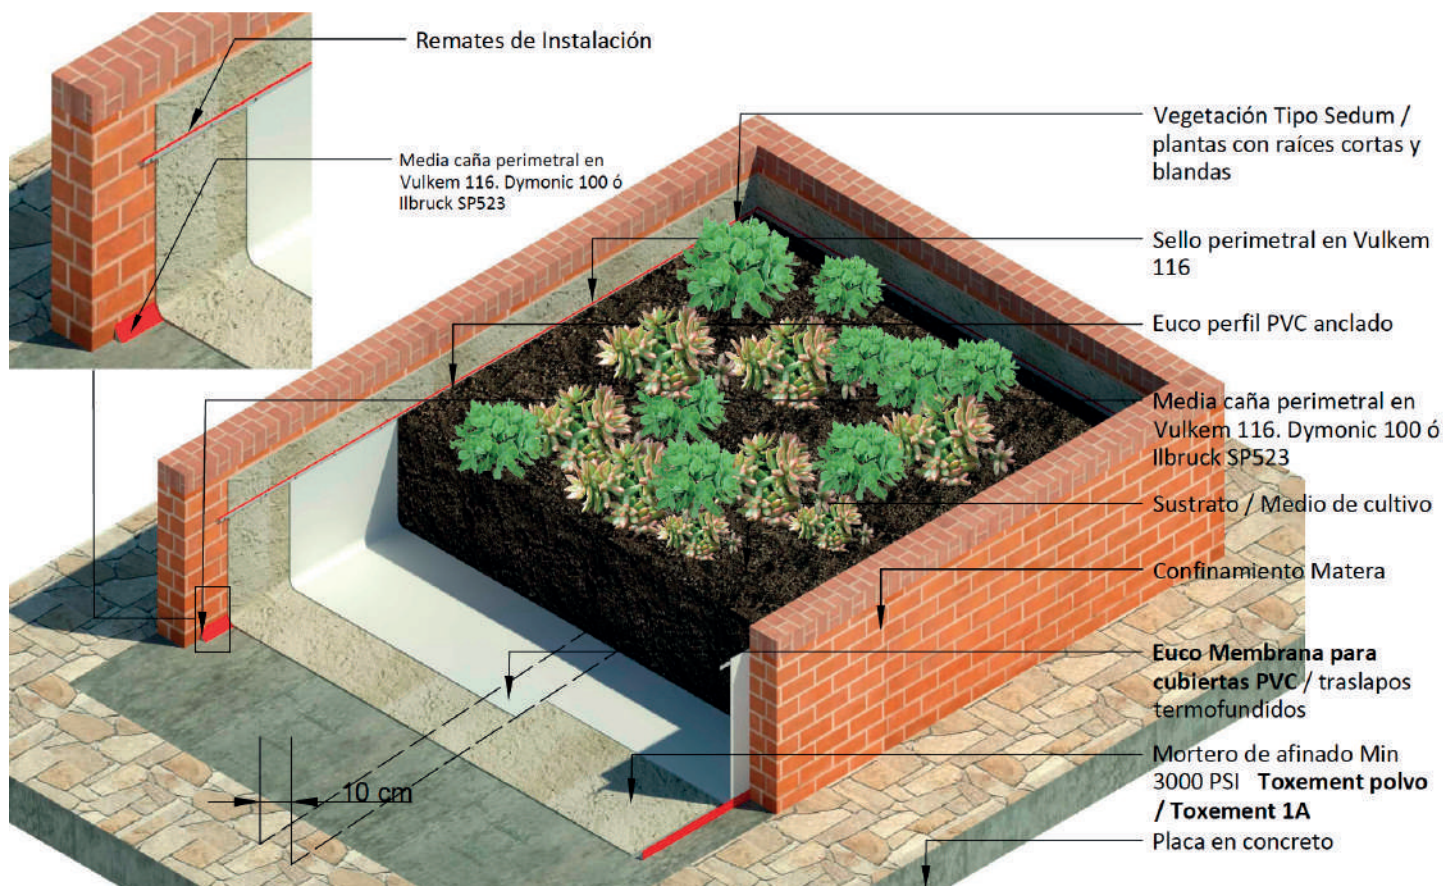 Remates de Instalación
Media caña perimetral en
Vulkem 116. Dymonic 100 ó
Ilbruck SP523
Vegetación Tipo Sedum /
plantas con raíces cortas y
blandas
Sello perimetral en Vulkem
116
Euco perfil PVC anclado
Media caña perimetral en
Vulkem 116. Dymonic 100 ó
Ilbruck SP523
Sustrato / Medio de cultivo
Confinamiento Matera
Euco Membrana para
cubiertas PVC / traslapos
termofundidos
Mortero de afinado Min
3000 PSI Toxement polvo
/ Toxement 1A
Placa en concreto
10 cm